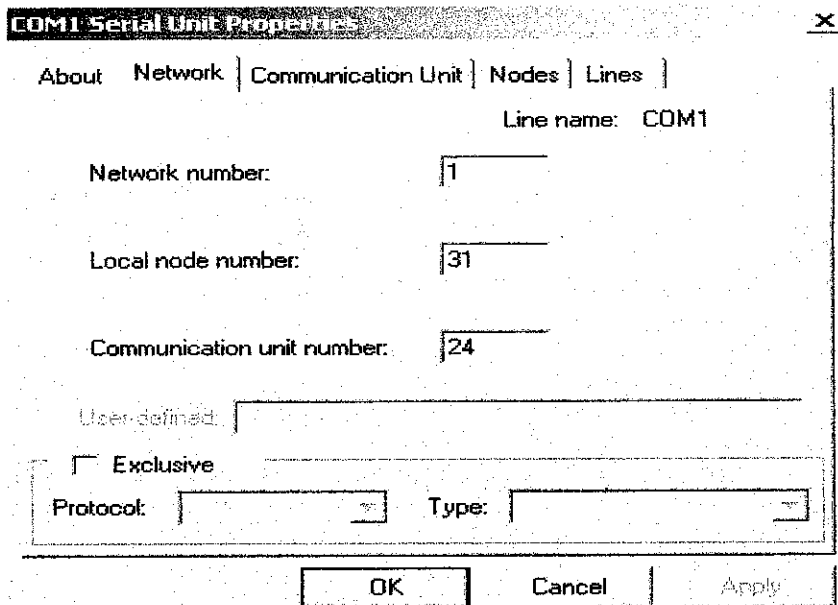 COM1 Serial Unit Properties
About Network Communication Unit Nodes Lines
Line name: COM1
Network number: 1
Local node number: 31
Communication unit number: 24
User-defined:
Exclusive
Protocol: Type:
OK Cancel Apply